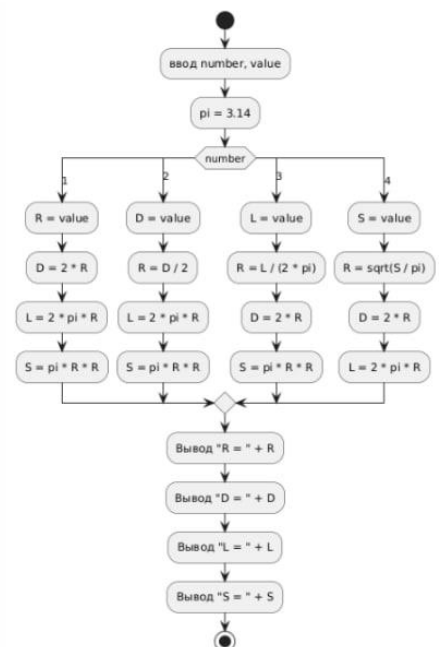 ввод number, value
pi = 3.14
number
1
2
3
4
R = value
D = value
L = value
S = value
D = 2 * R
R = D / 2
R = L / (2 * pi)
R = sqrt(S / pi)
L = 2 * pi * R
L = 2 * pi * R
D = 2 * R
D = 2 * R
S = pi * R * R
S = pi * R * R
S = pi * R * R
L = 2 * pi * R
Вывод "R = " + R
Вывод "D = " + D
Вывод "L = " + L
Вывод "S = " + S